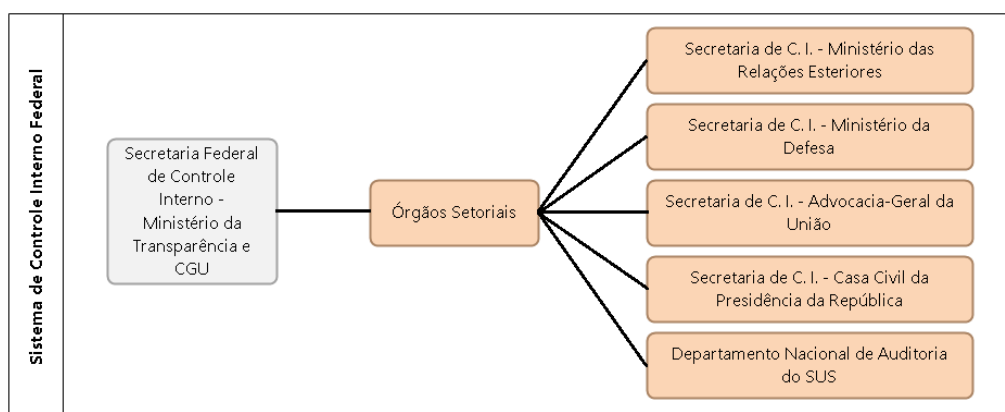 Sistema de Controle Interno Federal
Secretaria Federal
de Controle
Interno -
Ministério da
Transparência e
CGU
Órgãos Setoriais
Secretaria de C. I. - Ministério das
Relações Esteriores
Secretaria de C. I. - Ministério da
Defesa
Secretaria de C. I. - Advocacia-Geral da
União
Secretaria de C. I. - Casa Civil da
Presidência da República
Departamento Nacional de Auditoria
do SUS